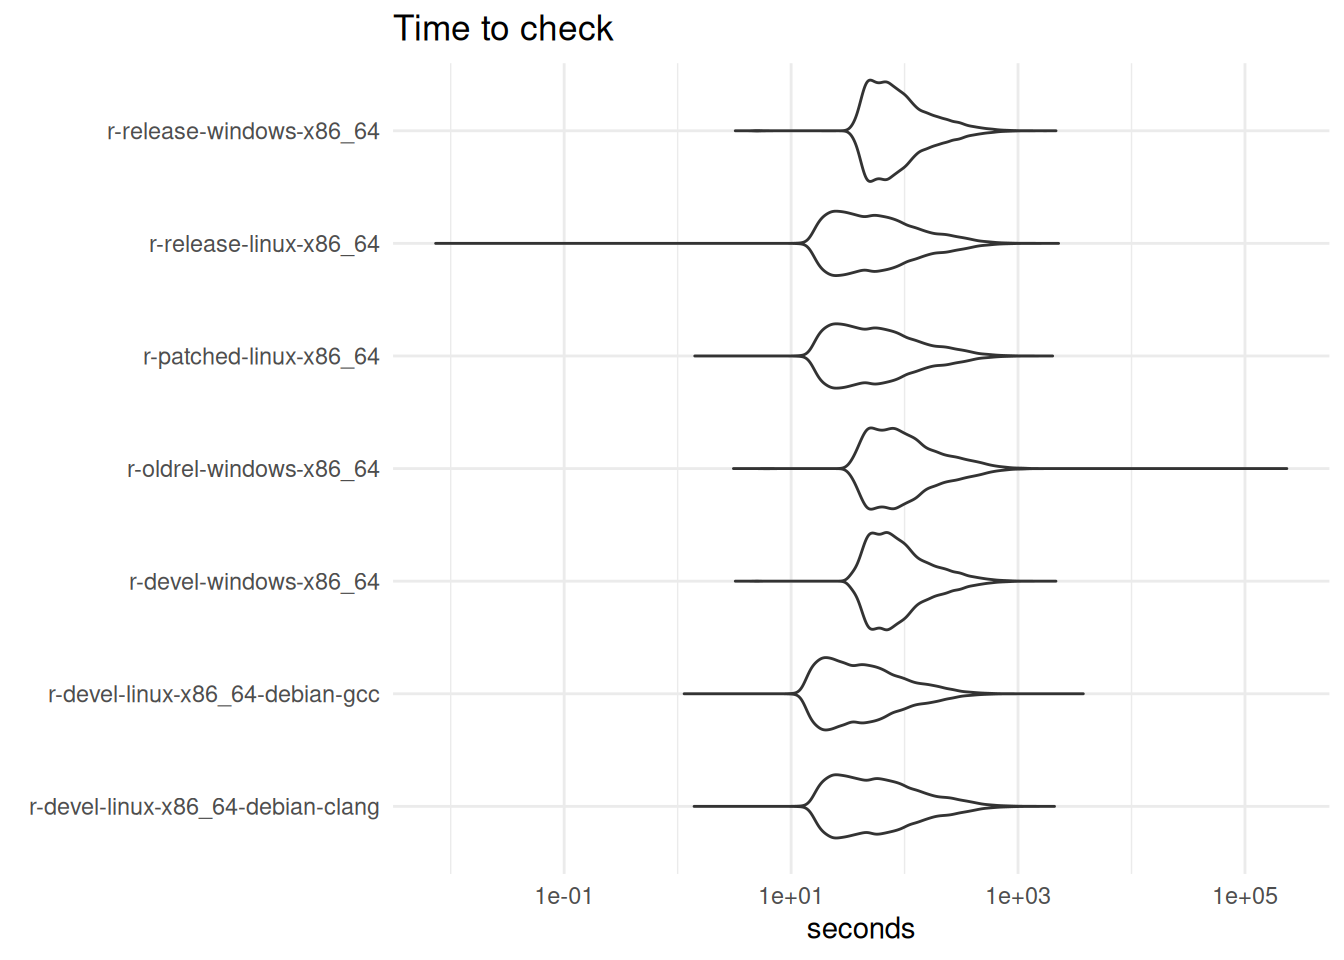 Time to check
r-release-windows-x86_64
r-release-linux-x86_64
r-patched-linux-x86_64
r-oldrel-windows-x86_64
r-devel-windows-x86_64
r-devel-linux-x86_64-debian-gcc
r-devel-linux-x86_64-debian-clang
1e-01 1e+01 1e+03 1e+05
seconds